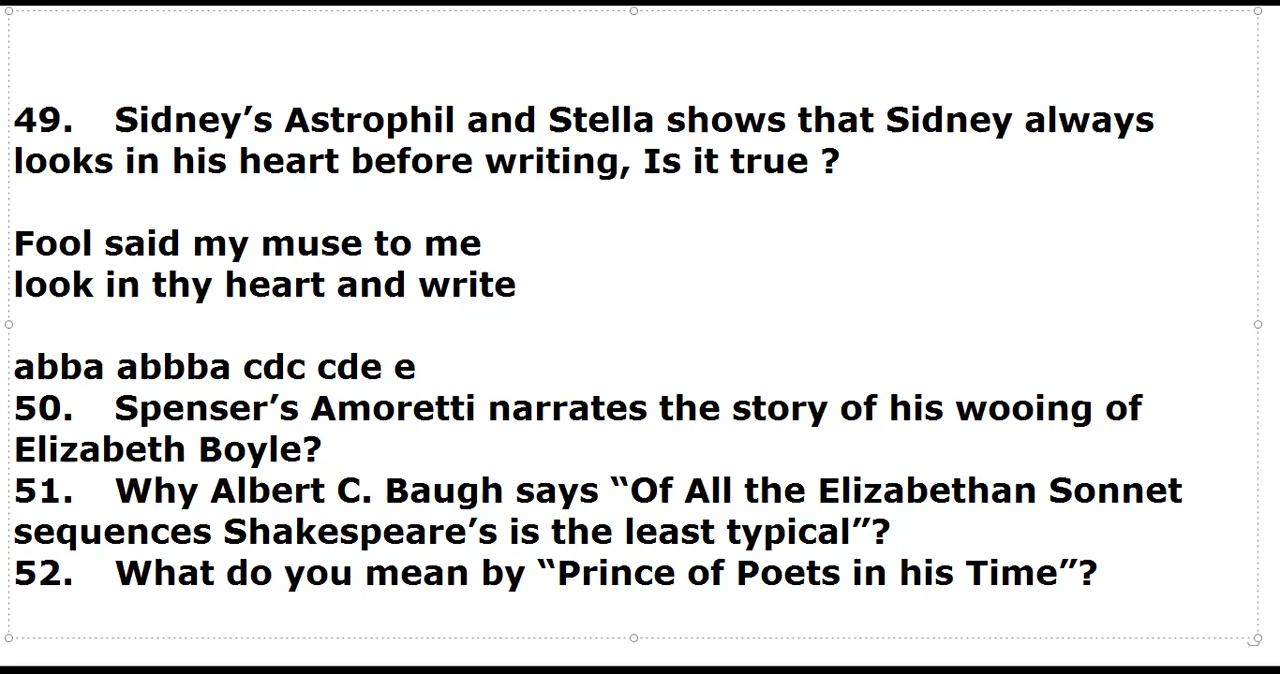 49. Sidney’s Astrophil and Stella shows that Sidney always
looks in his heart before writing, Is it true ?
Fool said my muse to me
look in thy heart and write
abba abbba cdc cde e
50. Spenser’s Amoretti narrates the story of his wooing of
Elizabeth Boyle?
51. Why Albert C. Baugh says “Of All the Elizabethan Sonnet
sequences Shakespeare’s is the least typical”?
52. What do you mean by “Prince of Poets in his Time”?